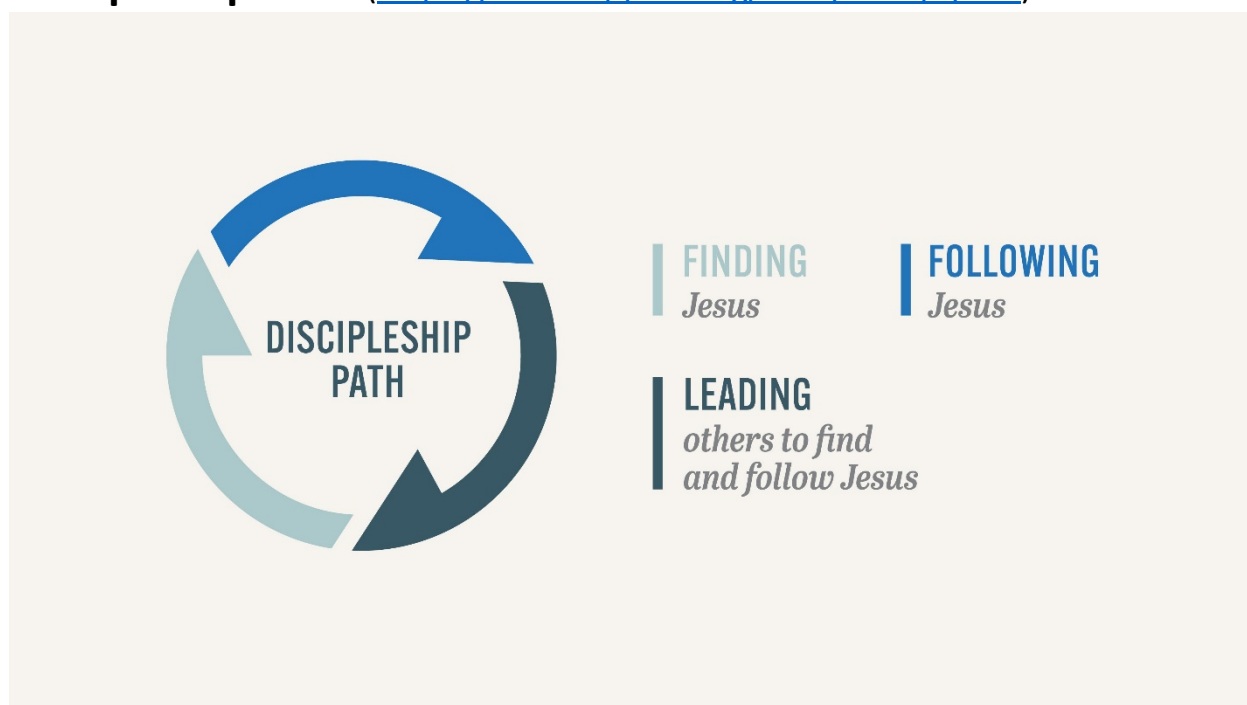 DISCIPLESHIP
PATH
FINDING
Jesus
FOLLOWING
Jesus
LEADING
others to find
and follow Jesus